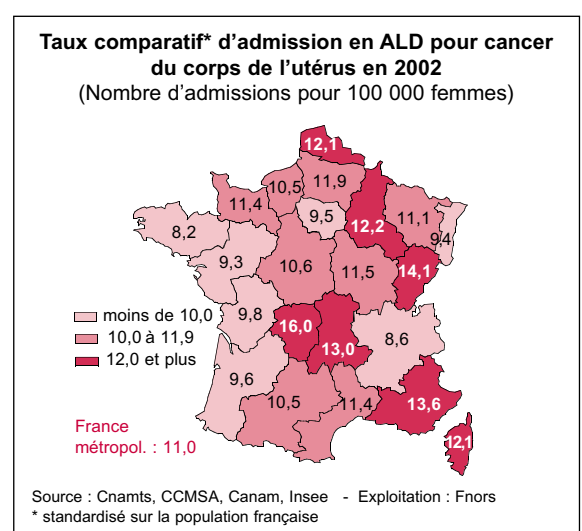 Taux comparatif* d'admission en ALD pour cancer
du corps de l'utérus en 2002
(Nombre d'admissions pour 100 000 femmes)
12,1
10,5
11,9
11,4
9,5
12,2
11,1
9,4
8,2
9,3
10,6
11,5
14,1
moins de 10,0
10,0 à 11,9
12,0 et plus
9,8
16,0
13,0
8,6
9,6
10,5
11,4
13,6
12,1
France
métropol. : 11,0
Source : Cnamts, CCMSA, Canam, Insee - Exploitation : Fnors
* standardisé sur la population française